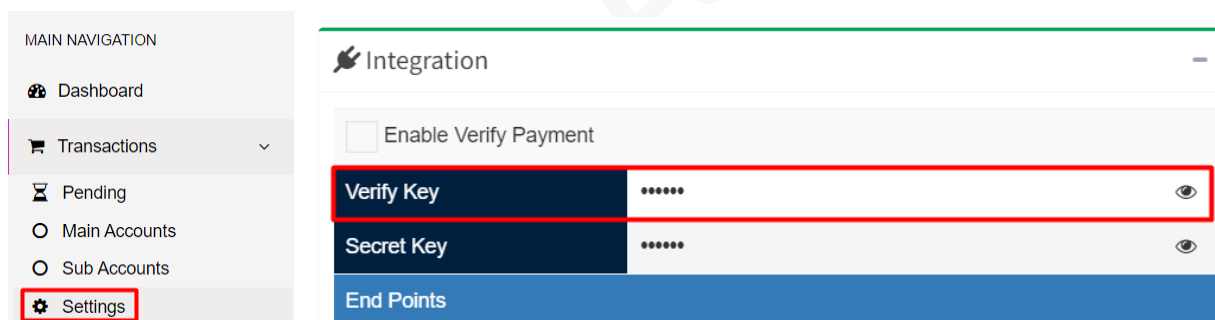 MAIN NAVIGATION
Dashboard
Transactions
Pending
Main Accounts
Sub Accounts
Settings
Integration
Enable Verify Payment
Verify Key ••••••
Secret Key ••••••
End Points